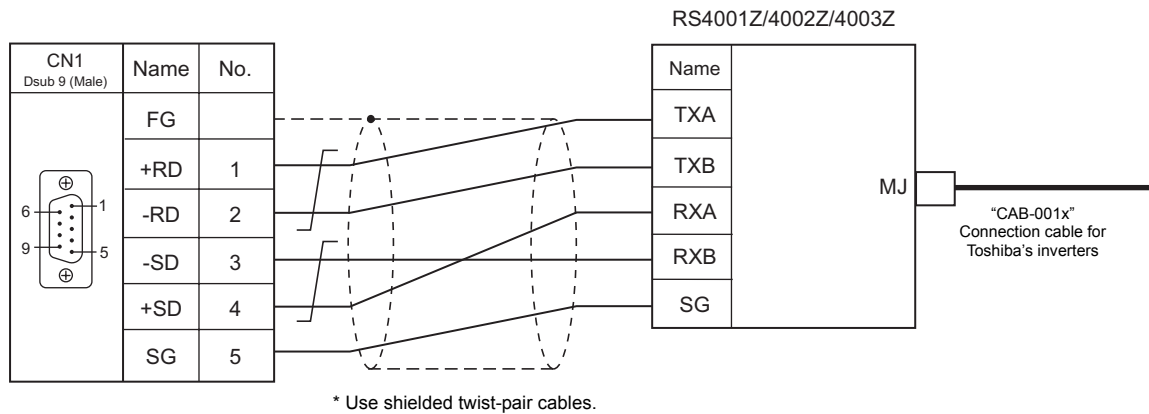 RS4001Z/4002Z/4003Z
CN1
Dsub 9 (Male)
Name No.
FG
+RD 1
-RD 2
-SD 3
+SD 4
SG 5
6
1
9
5
Name
TXA
TXB
RXA
RXB
SG
MJ
“CAB-001x”
Connection cable for
Toshiba’s inverters
* Use shielded twist-pair cables.